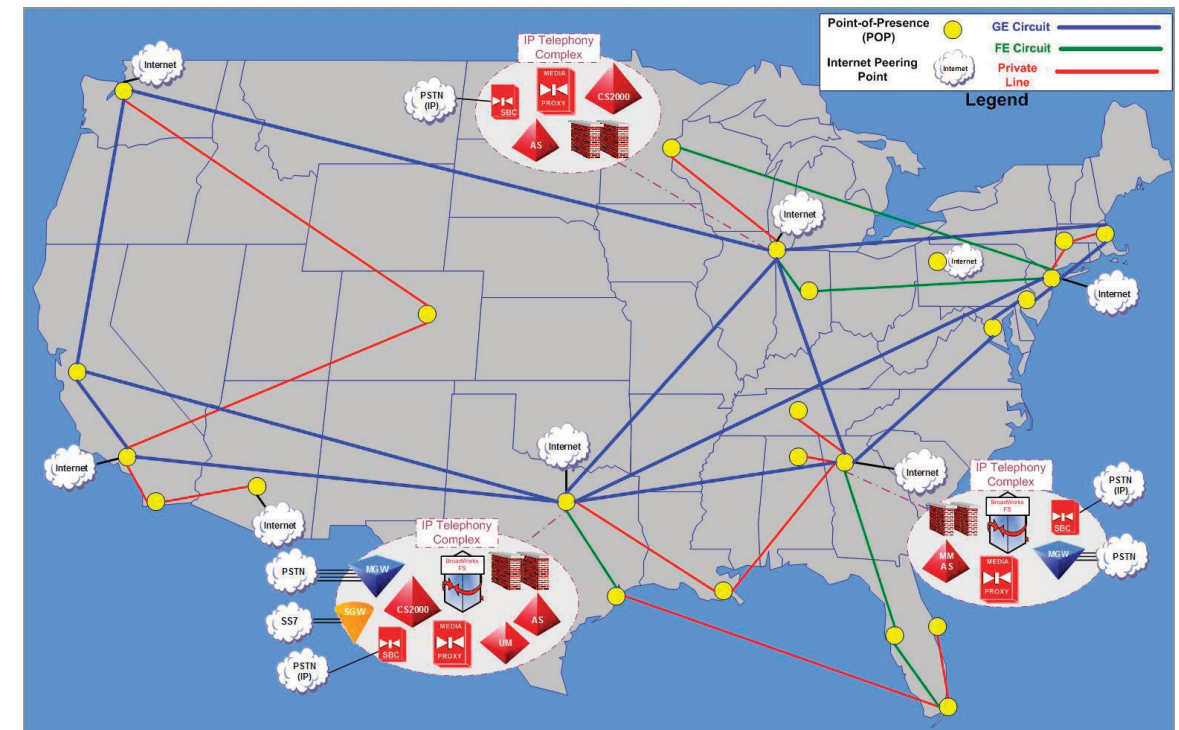 Point-of-Presence
(POP)
GE Circuit
FE Circuit
Internet Peering
Point
Internet
Private
Line
Legend
Internet
IP Telephony
Complex
PSTN
(IP)
SBC
MEDIA
PROXY
CS2000
AS
Internet
Internet
Internet
Internet
Internet
Internet
Internet
IP Telephony
Complex
BroadWorks
FS
SBC
PSTN
(IP)
MM
AS
MEDIA
PROXY
MGW
PSTN
IP Telephony
Complex
PSTN
MGW
BroadWorks
FS
SS7
SGW
CS2000
AS
MEDIA
PROXY
UM
PSTN
(IP)
SBC